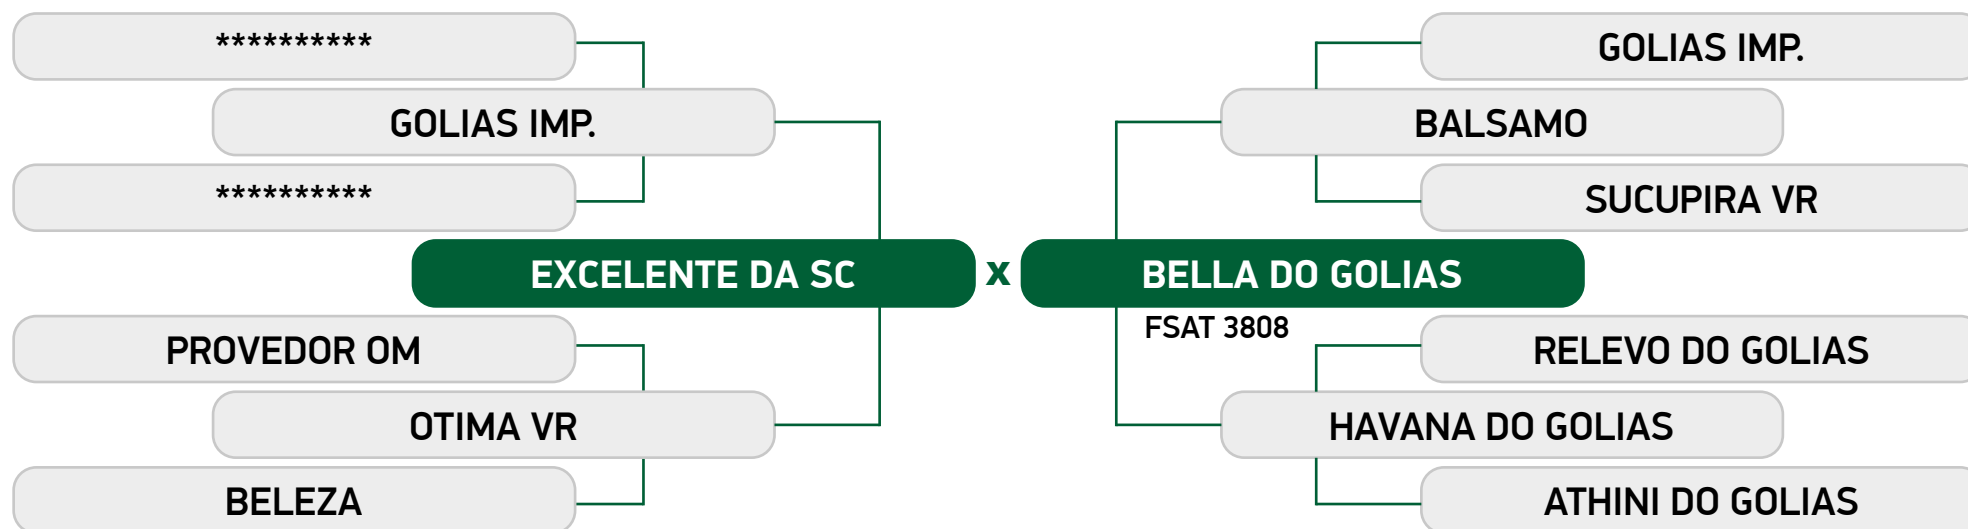 **********
GOLIAS IMP.
GOLIAS IMP.
BALSAMO
**********
SUCUPIRA VR
EXCELENTE DA SC x BELLA DO GOLIAS
FSAT 3808
PROVEDOR OM
RELEVO DO GOLIAS
OTIMA VR
HAVANA DO GOLIAS
BELEZA
ATHINI DO GOLIAS